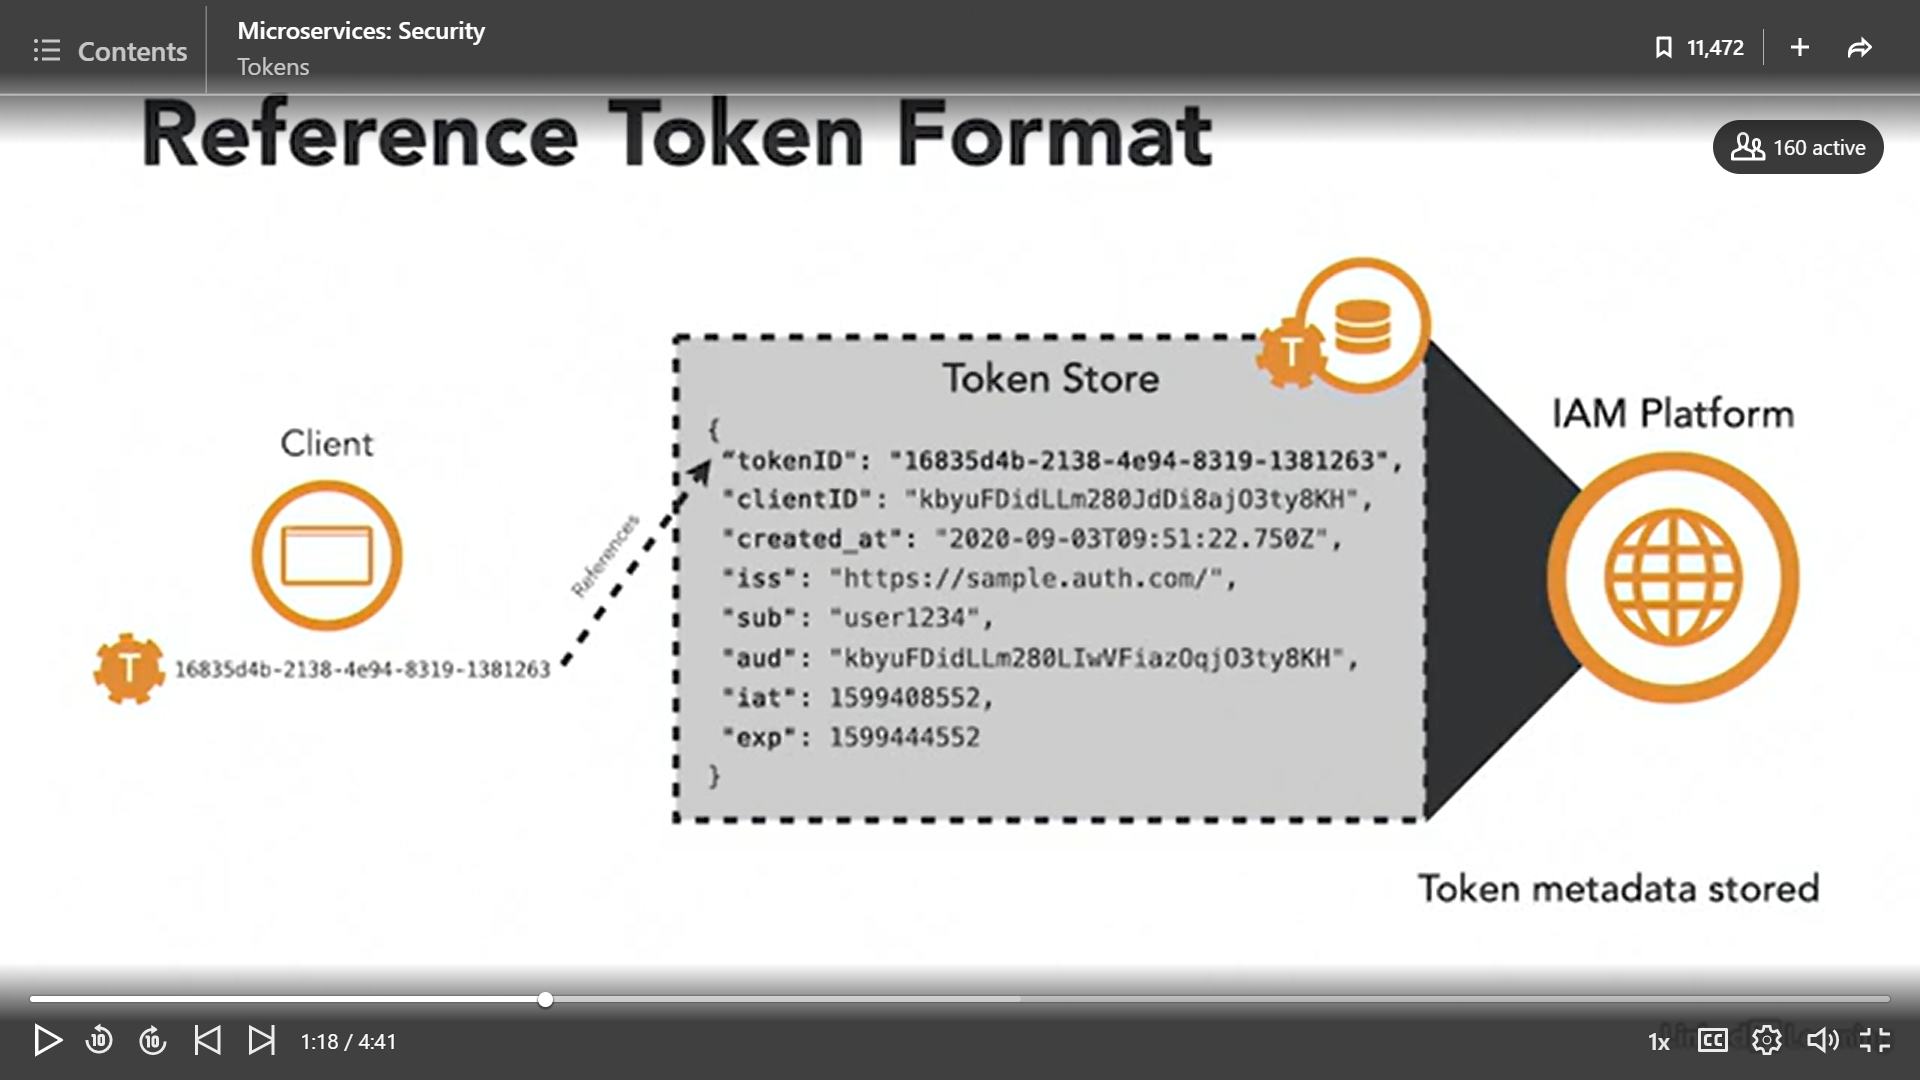 Contents
Microservices: Security
Tokens
11,472
Reference Token Format
160 active
Client
T 16835d4b-2138-4e94-8319-1381263
References
T
Token Store
{
“tokenID": "16835d4b-2138-4e94-8319-1381263",
"clientID": "kbyuFDidLLm280JdDi8ajO3ty8KH",
"created_at": "2020-09-03T09:51:22.750Z",
"iss": "https://sample.auth.com/",
"sub": "user1234",
"aud": "kbyuFDidLLm280LIwVFiazOqjO3ty8KH",
"iat": 1599408552,
"exp": 1599444552
}
IAM Platform
Token metadata stored
10
10
1:18 / 4:41
1x
CC